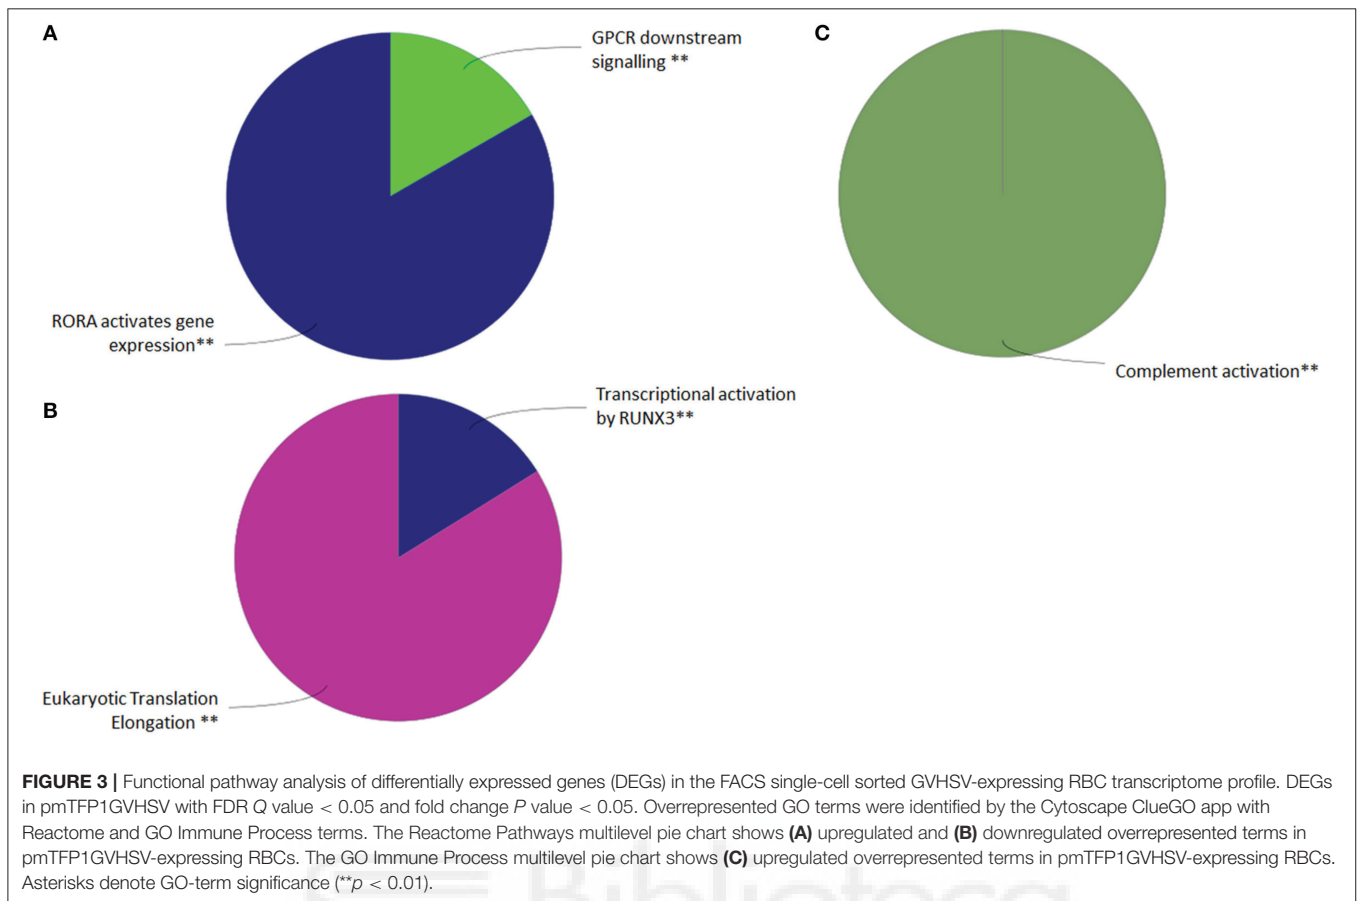 A
GPCR downstream
signalling **
C
RORA activates gene
expression**
Complement activation**
B
Transcriptional activation
by RUNX3**
Eukaryotic Translation
Elongation **
FIGURE 3 | Functional pathway analysis of differentially expressed genes (DEGs) in the FACS single-cell sorted GVHSV-expressing RBC transcriptome profile. DEGs
in pmTFP1GVHSV with FDR Q value < 0.05 and fold change P value < 0.05. Overrepresented GO terms were identified by the Cytoscape ClueGO app with
Reactome and GO Immune Process terms. The Reactome Pathways multilevel pie chart shows (A) upregulated and (B) downregulated overrepresented terms in
pmTFP1GVHSV-expressing RBCs. The GO Immune Process multilevel pie chart shows (C) upregulated overrepresented terms in pmTFP1GVHSV-expressing RBCs.
Asterisks denote GO-term significance (**p < 0.01).